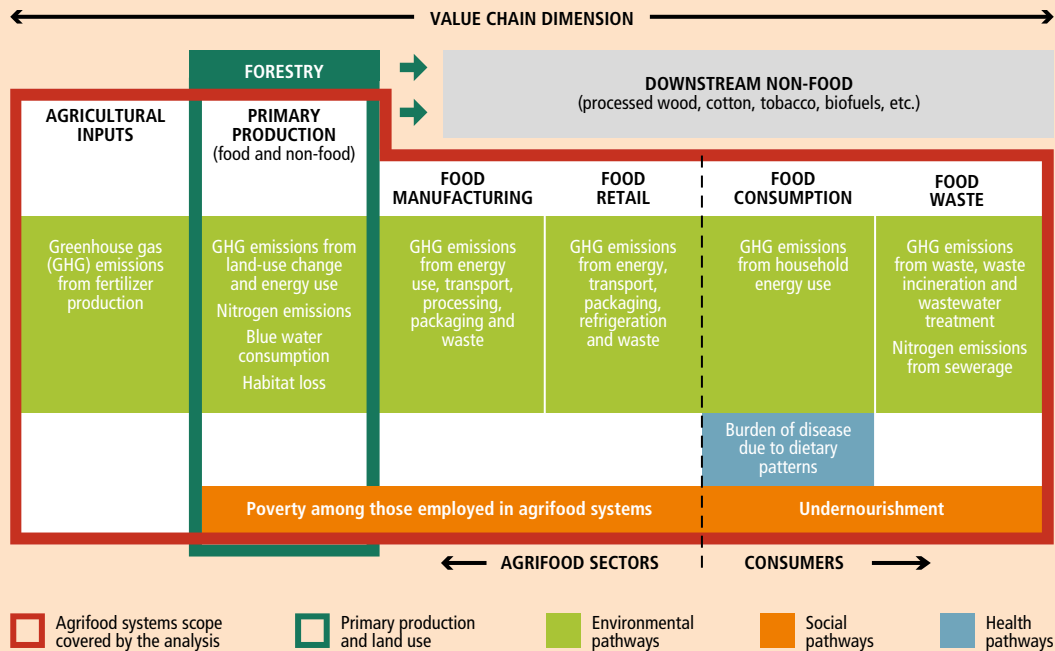 VALUE CHAIN DIMENSION
FORESTRY
DOWNSTREAM NON-FOOD
(processed wood, cotton, tobacco, biofuels, etc.)
AGRICULTURAL
INPUTS
PRIMARY
PRODUCTION
(food and non-food)
FOOD
MANUFACTURING
FOOD
RETAIL
FOOD
CONSUMPTION
FOOD
WASTE
Greenhouse gas
(GHG) emissions
from fertilizer
production
GHG emissions from
land-use change
and energy use
Nitrogen emissions
Blue water
consumption
Habitat loss
GHG emissions
from energy
use, transport,
processing,
packaging and
waste
GHG emissions
from energy,
transport,
packaging,
refrigeration
and waste
GHG emissions
from household
energy use
GHG emissions
from waste, waste
incineration and
wastewater
treatment
Nitrogen emissions
from sewerage
Burden of disease
due to dietary
patterns
Poverty among those employed in agrifood systems
Undernourishment
AGRIFOOD SECTORS
CONSUMERS
Agrifood systems scope
covered by the analysis
Primary production
and land use
Environmental
pathways
Social
pathways
Health
pathways